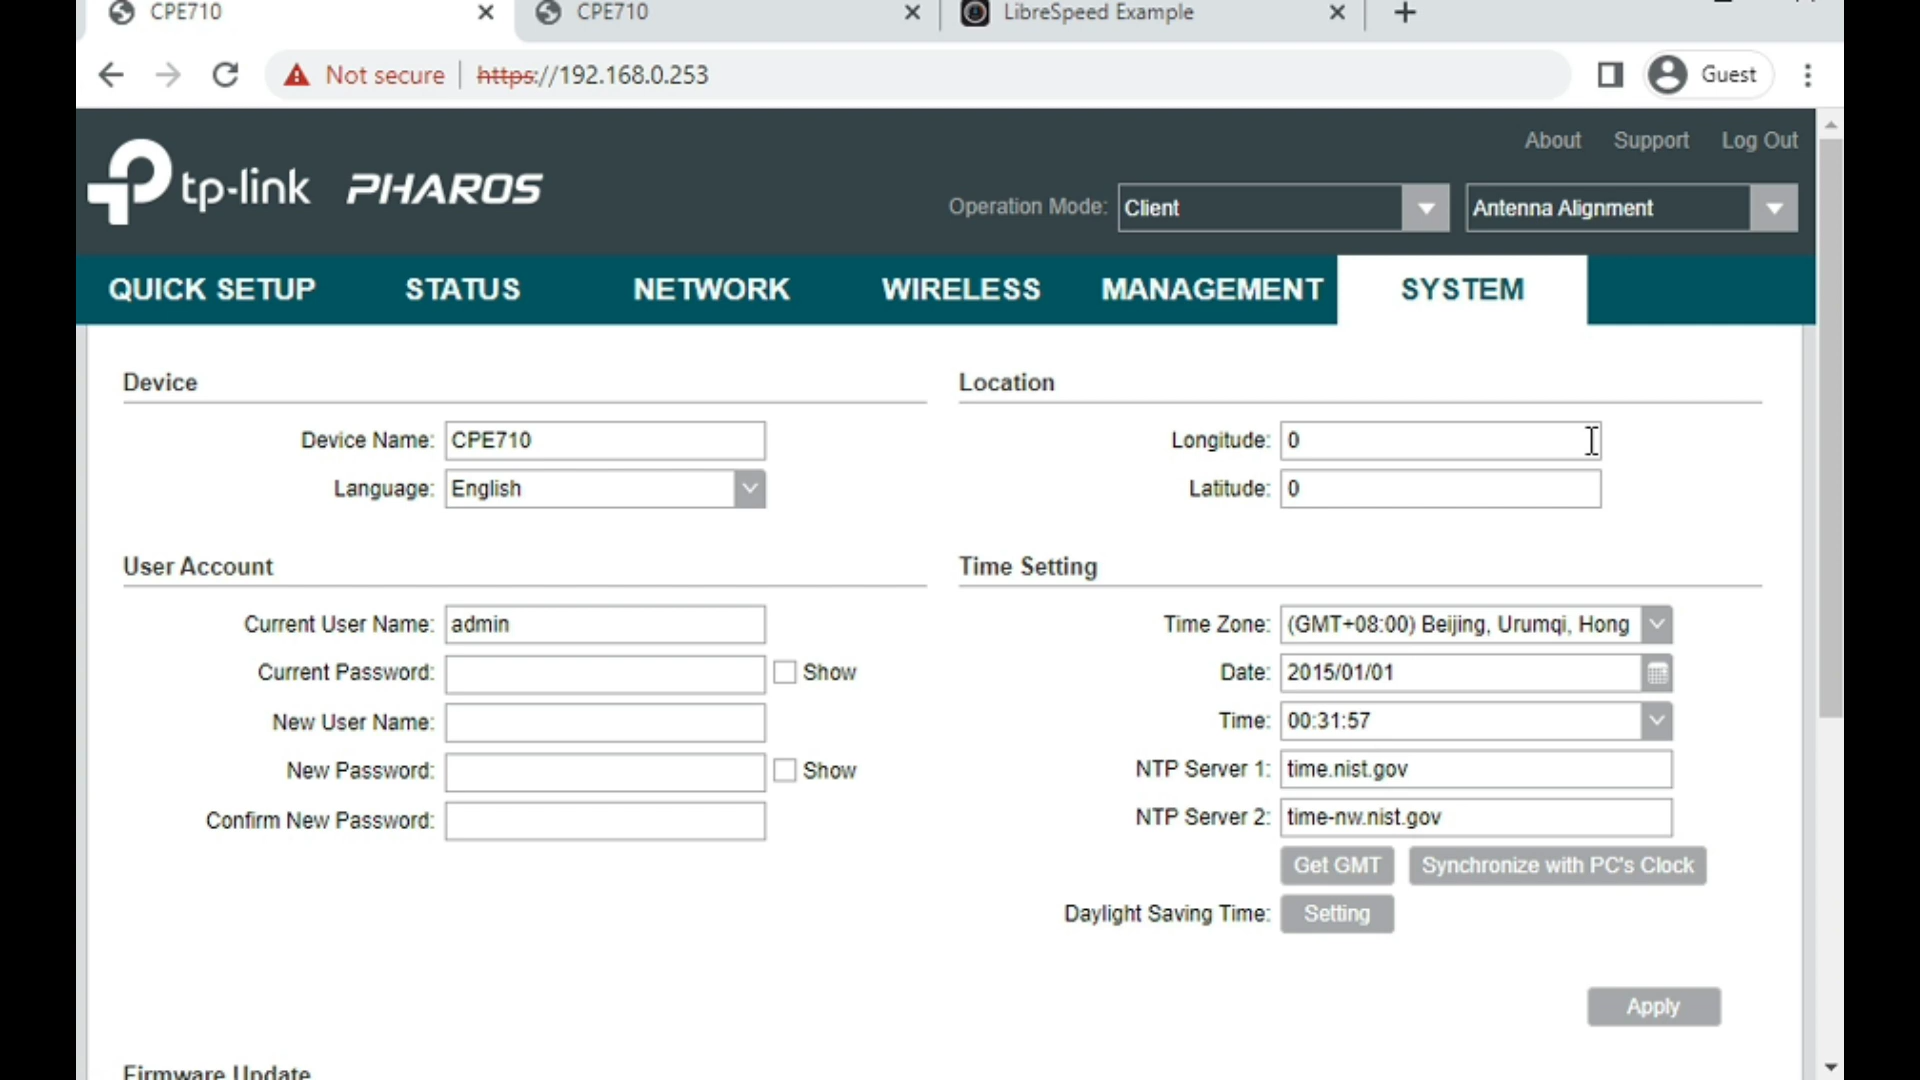 CPE710
CPE710
LibreSpeed Example
Not secure
https://192.168.0.253
Guest
About Support Log Out
tp-link PHAROS
Operation Mode: Client
Antenna Alignment
QUICK SETUP STATUS NETWORK WIRELESS MANAGEMENT SYSTEM
Device
Device Name: CPE710
Language: English
Location
Longitude: 0
Latitude: 0
User Account
Current User Name: admin
Current Password: Show
New User Name:
New Password: Show
Confirm New Password:
Time Setting
Time Zone: (GMT+08:00) Beijing, Urumqi, Hong
Date: 2015/01/01
Time: 00:31:57
NTP Server 1: time.nist.gov
NTP Server 2: time-nw.nist.gov
Get GMT Synchronize with PC's Clock
Daylight Saving Time: Setting
Apply
Firmware Update